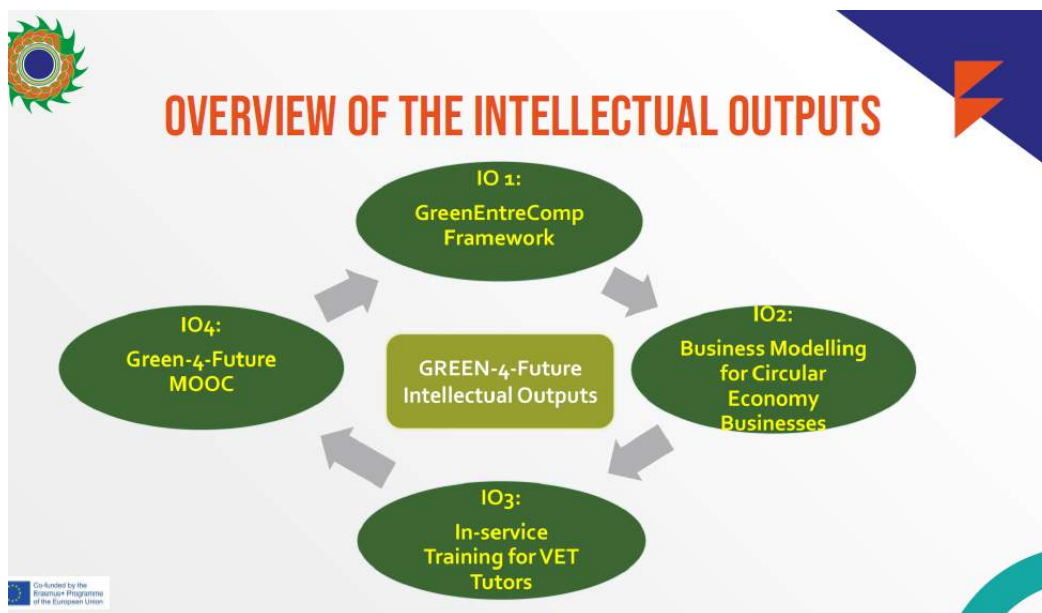 OVERVIEW OF THE INTELLECTUAL OUTPUTS
IO 1:
GreenEntreComp
Framework
IO2:
Business Modelling
for Circular
Economy
Businesses
IO3:
In-service
Training for VET
Tutors
IO4:
Green-4-Future
MOOC
GREEN-4-Future
Intellectual Outputs
Co-funded by the
Erasmus+ Programme
of the European Union